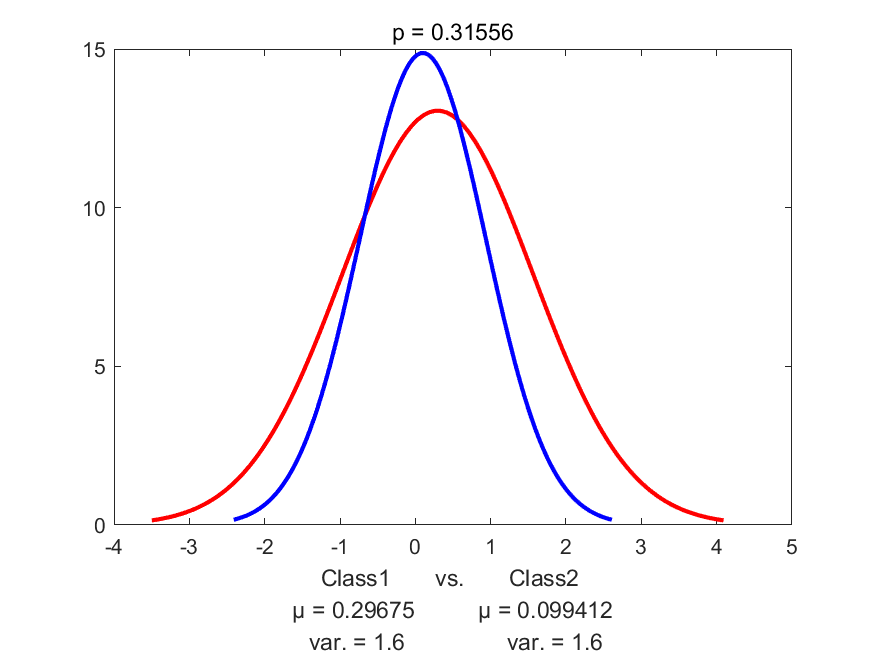 p = 0.31556
15
10
5
0
-4 -3 -2 -1 0 1 2 3 4 5
Class1 vs. Class2
μ = 0.29675 μ = 0.099412
var. = 1.6 var. = 1.6